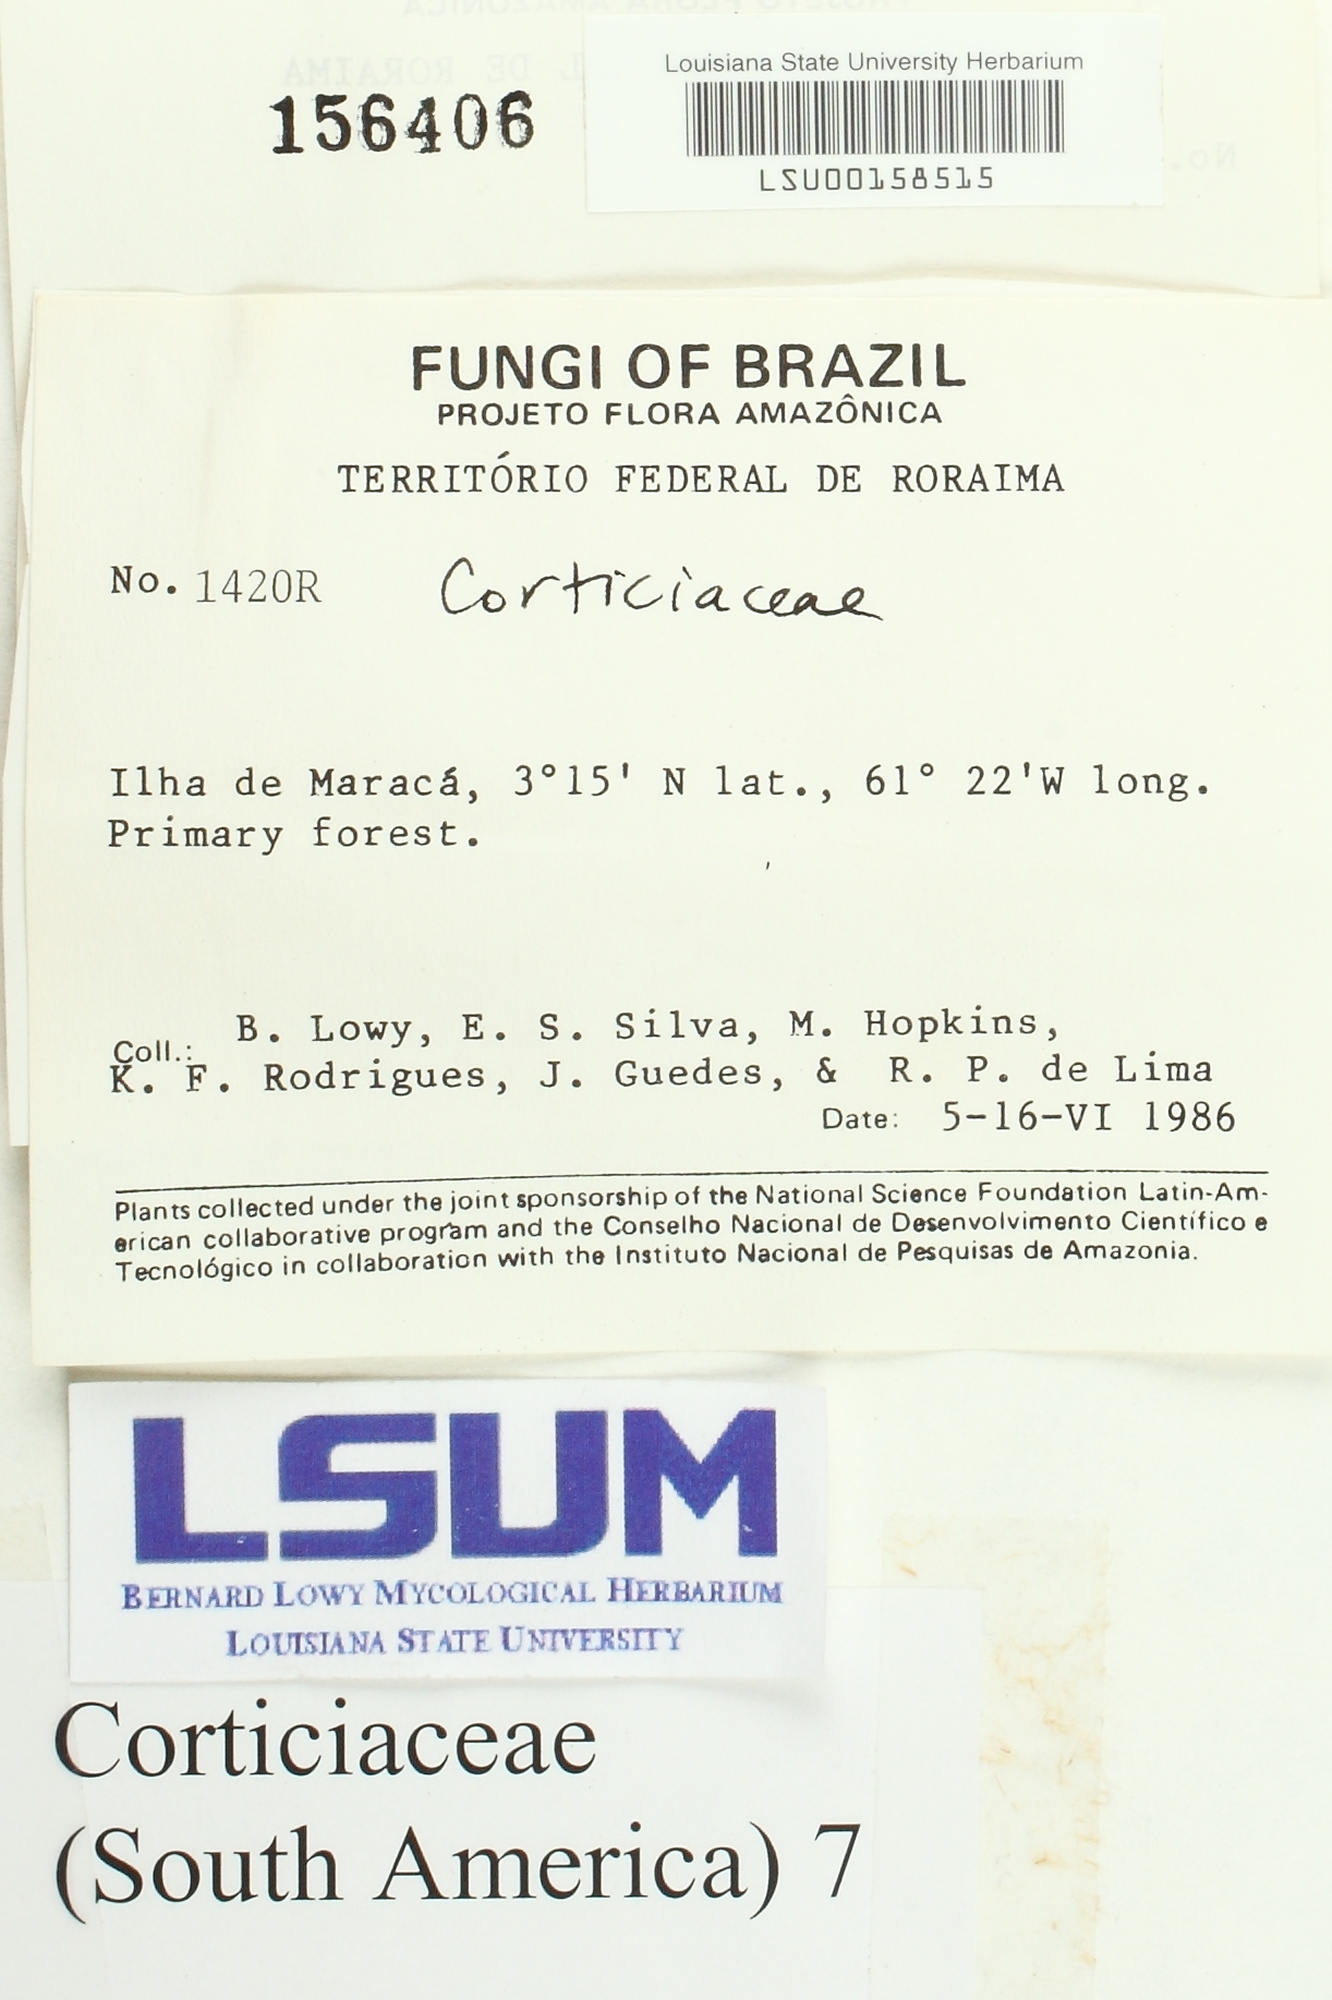 Louisiana State University Herbarium
156406
LSU00158515
FUNGI OF BRAZIL
PROJETO FLORA AMAZÔNICA
TERRITÓRIO FEDERAL DE RORAIMA
No. 1420R Corticiaceae
Ilha de Maracá, 3°15' N lat., 61° 22'W long.
Primary forest.
B. Lowy, E. S. Silva, M. Hopkins,
Coll.:
K. F. Rodrigues, J. Guedes, & R. P. de Lima
Date: 5-16-VI 1986
Plants collected under the joint sponsorship of the National Science Foundation Latin-Am-
erican collaborative program and the Conselho Nacional de Desenvolvimento Científico e
Tecnológico in collaboration with the Instituto Nacional de Pesquisas de Amazonia.
LSUM
BERNARD LOWY MYCOLOGICAL HERBARIUM
LOUISIANA STATE UNIVERSITY
Corticiaceae
(South America) 7